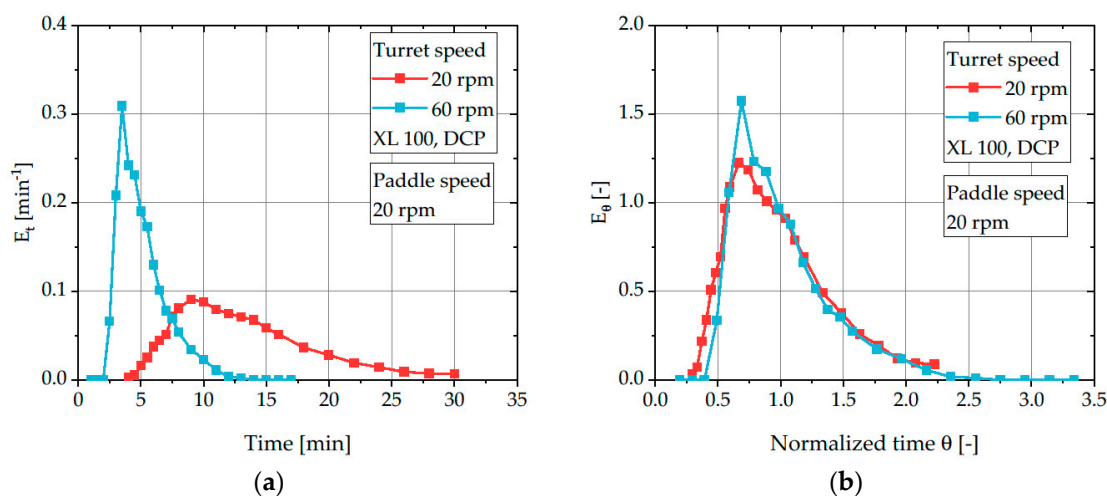 0.4
0.3
0.2
0.1
0.0
E_t [min⁻¹]
Turret speed
20 rpm
60 rpm
XL 100, DCP
Paddle speed
20 rpm
0 5 10 15 20 25 30 35
Time [min]
(a)
2.0
1.5
1.0
0.5
0.0
E_θ [-]
Turret speed
20 rpm
60 rpm
XL 100, DCP
Paddle speed
20 rpm
0.0 0.5 1.0 1.5 2.0 2.5 3.0 3.5
Normalized time θ [-]
(b)